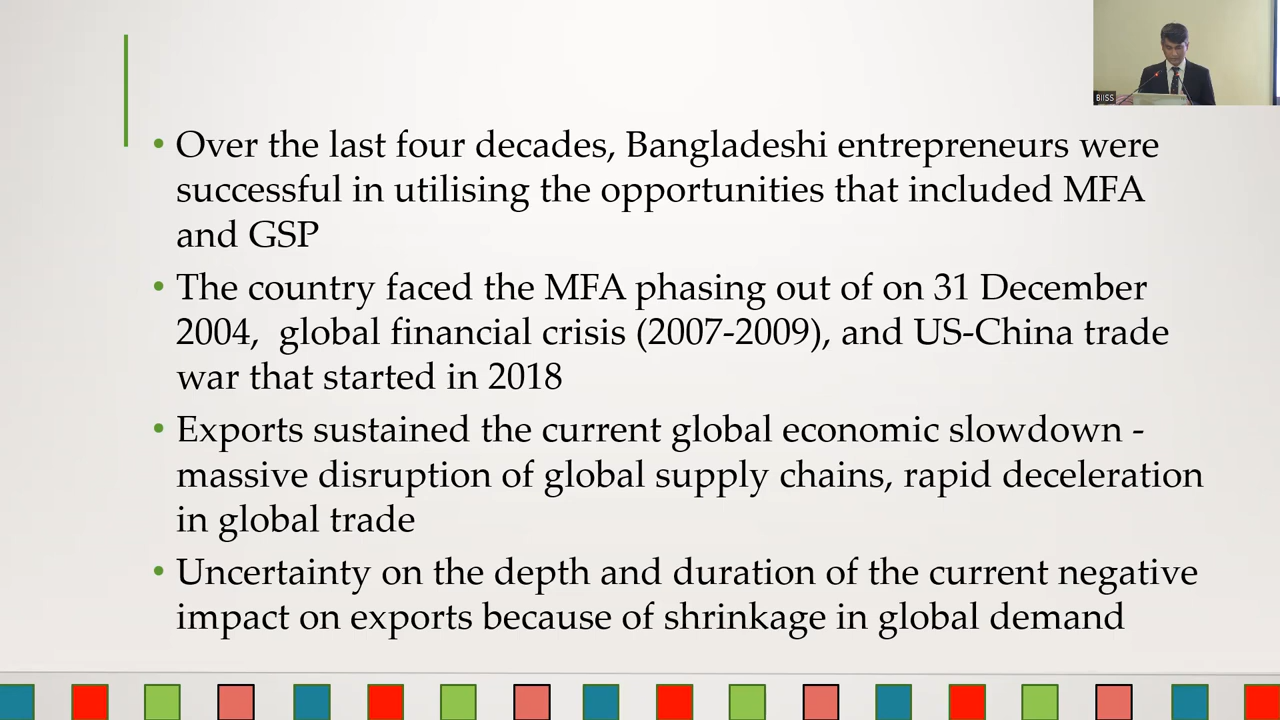 BIISS
• Over the last four decades, Bangladeshi entrepreneurs were
successful in utilising the opportunities that included MFA
and GSP
• The country faced the MFA phasing out of on 31 December
2004,  global financial crisis (2007-2009), and US-China trade
war that started in 2018
• Exports sustained the current global economic slowdown -
massive disruption of global supply chains, rapid deceleration
in global trade
• Uncertainty on the depth and duration of the current negative
impact on exports because of shrinkage in global demand